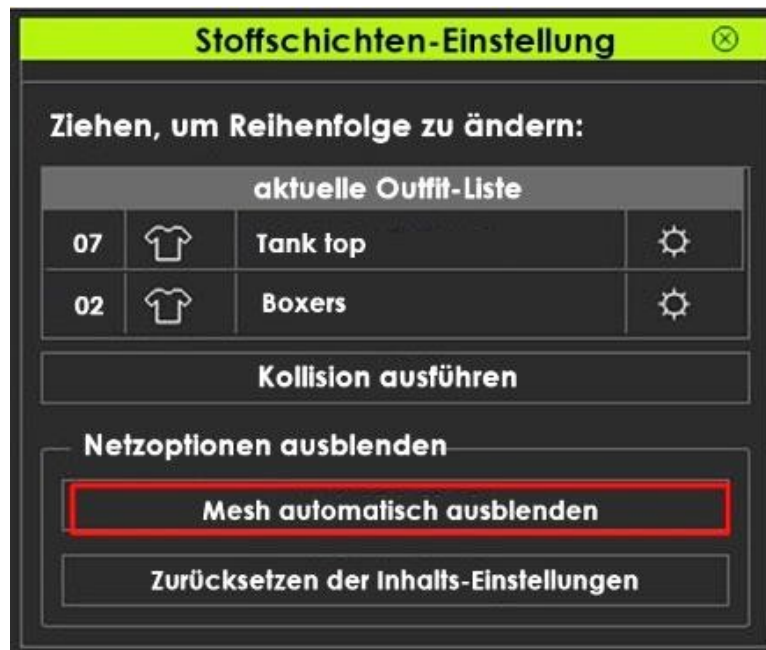 Stoffschichten-Einstellung
Ziehen, um Reihenfolge zu ändern:
aktuelle Outfit-Liste
07 Tank top
02 Boxers
Kollision ausführen
Netzoptionen ausblenden
Mesh automatisch ausblenden
Zurücksetzen der Inhalts-Einstellungen